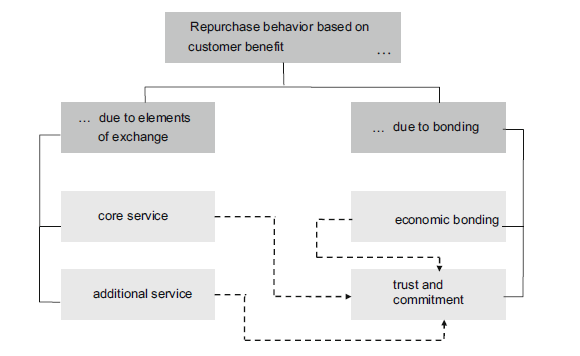 Repurchase behavior based on
customer benefit ...
... due to elements
of exchange
... due to bonding
core service
economic bonding
additional service
trust and
commitment